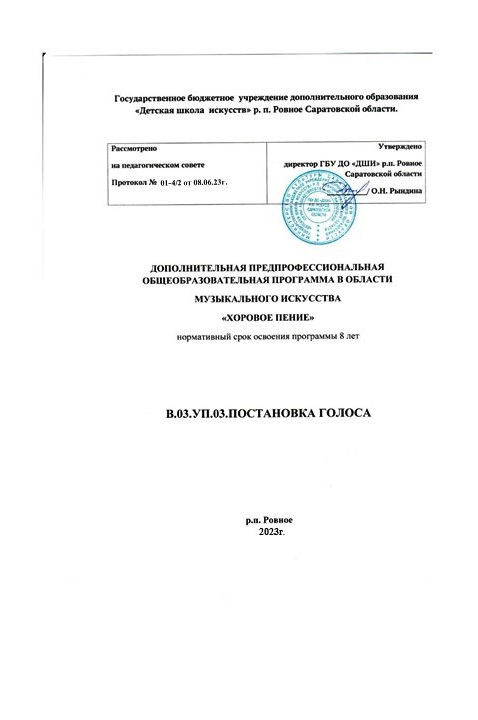 Государственное бюджетное учреждение дополнительного образования
«Детская школа искусств» р. п. Ровное Саратовской области.
Рассмотрено
на педагогическом совете
Протокол № 01-4/2 от 08.06.23г.
Утверждено
директор ГБУ ДО «ДШИ» р.п. Ровное
Саратовской области
/ О.Н. Рындина
ДОПОЛНИТЕЛЬНАЯ ПРЕДПРОФЕССИОНАЛЬНАЯ
ОБЩЕОБРАЗОВАТЕЛЬНАЯ ПРОГРАММА В ОБЛАСТИ
МУЗЫКАЛЬНОГО ИСКУССТВА
«ХОРОВОЕ ПЕНИЕ»
нормативный срок освоения программы 8 лет
В.03.УП.03.ПОСТАНОВКА ГОЛОСА
р.п. Ровное
2023г.